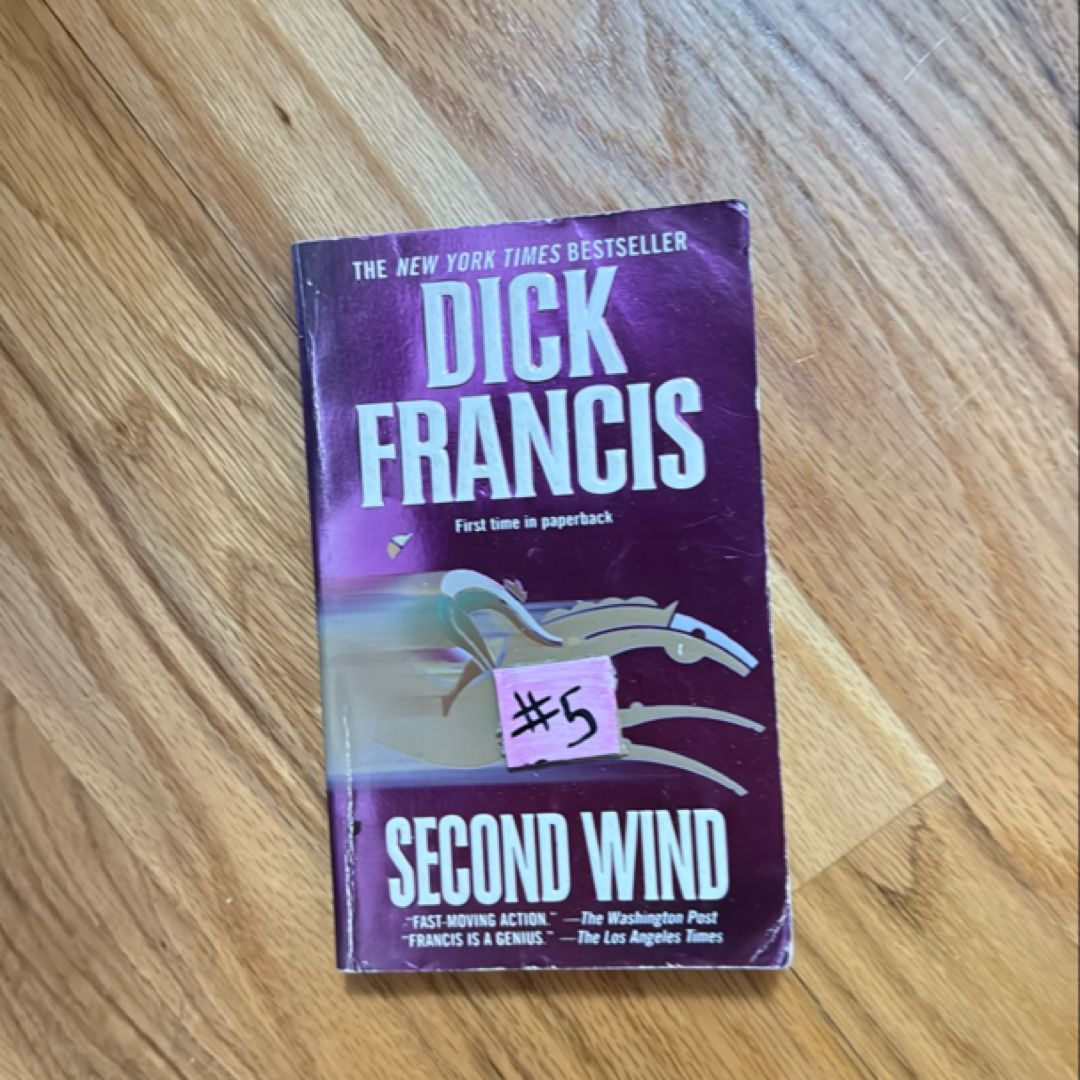 THE NEW YORK TIMES BESTSELLER
DICK
FRANCIS
First time in paperback
#5
SECOND WIND
"FAST-MOVING ACTION." —The Washington Post
"FRANCIS IS A GENIUS." —The Los Angeles Times